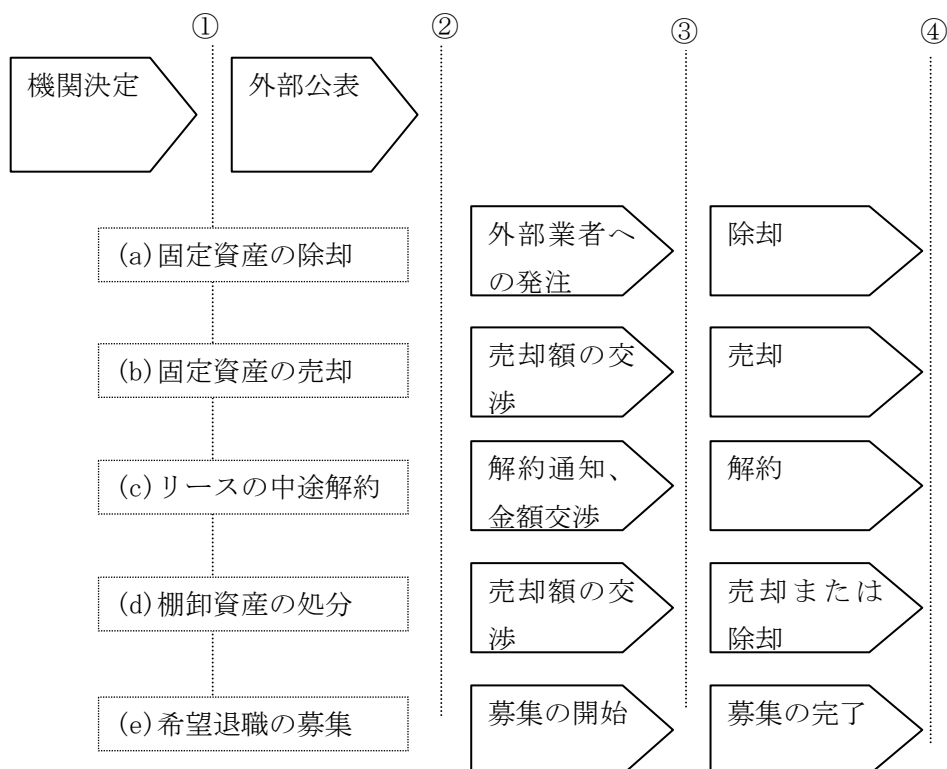 ① ② ③ ④
機関決定
外部公表
(a)固定資産の除却
外部業者へ
の発注
除却
(b)固定資産の売却
売却額の交
渉
売却
(c)リースの中途解約
解約通知、
金額交渉
解約
(d)棚卸資産の処分
売却額の交
渉
売却または
除却
(e)希望退職の募集
募集の開始
募集の完了